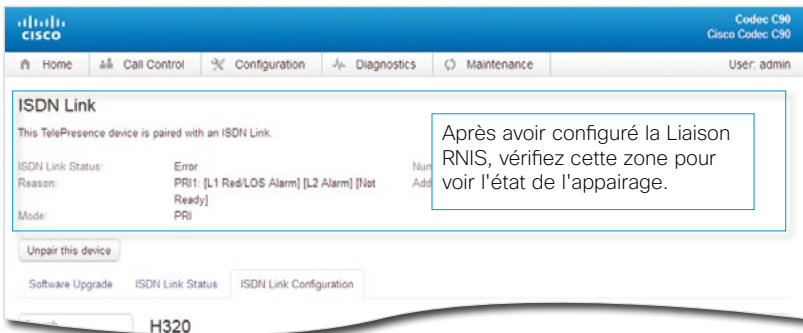 CISCO
Codec C90
Cisco Codec C90
Home Call Control Configuration Diagnostics Maintenance User: admin
ISDN Link
This TelePresence device is paired with an ISDN Link.
ISDN Link Status: Error
Reason: PRI1: [L1 Red/LOS Alarm] [L2 Alarm] [Not
Ready]
Mode: PRI
Après avoir configuré la Liaison
RNIS, vérifiez cette zone pour
voir l'état de l'appairage.
Unpair this device
Software Upgrade ISDN Link Status ISDN Link Configuration
H320